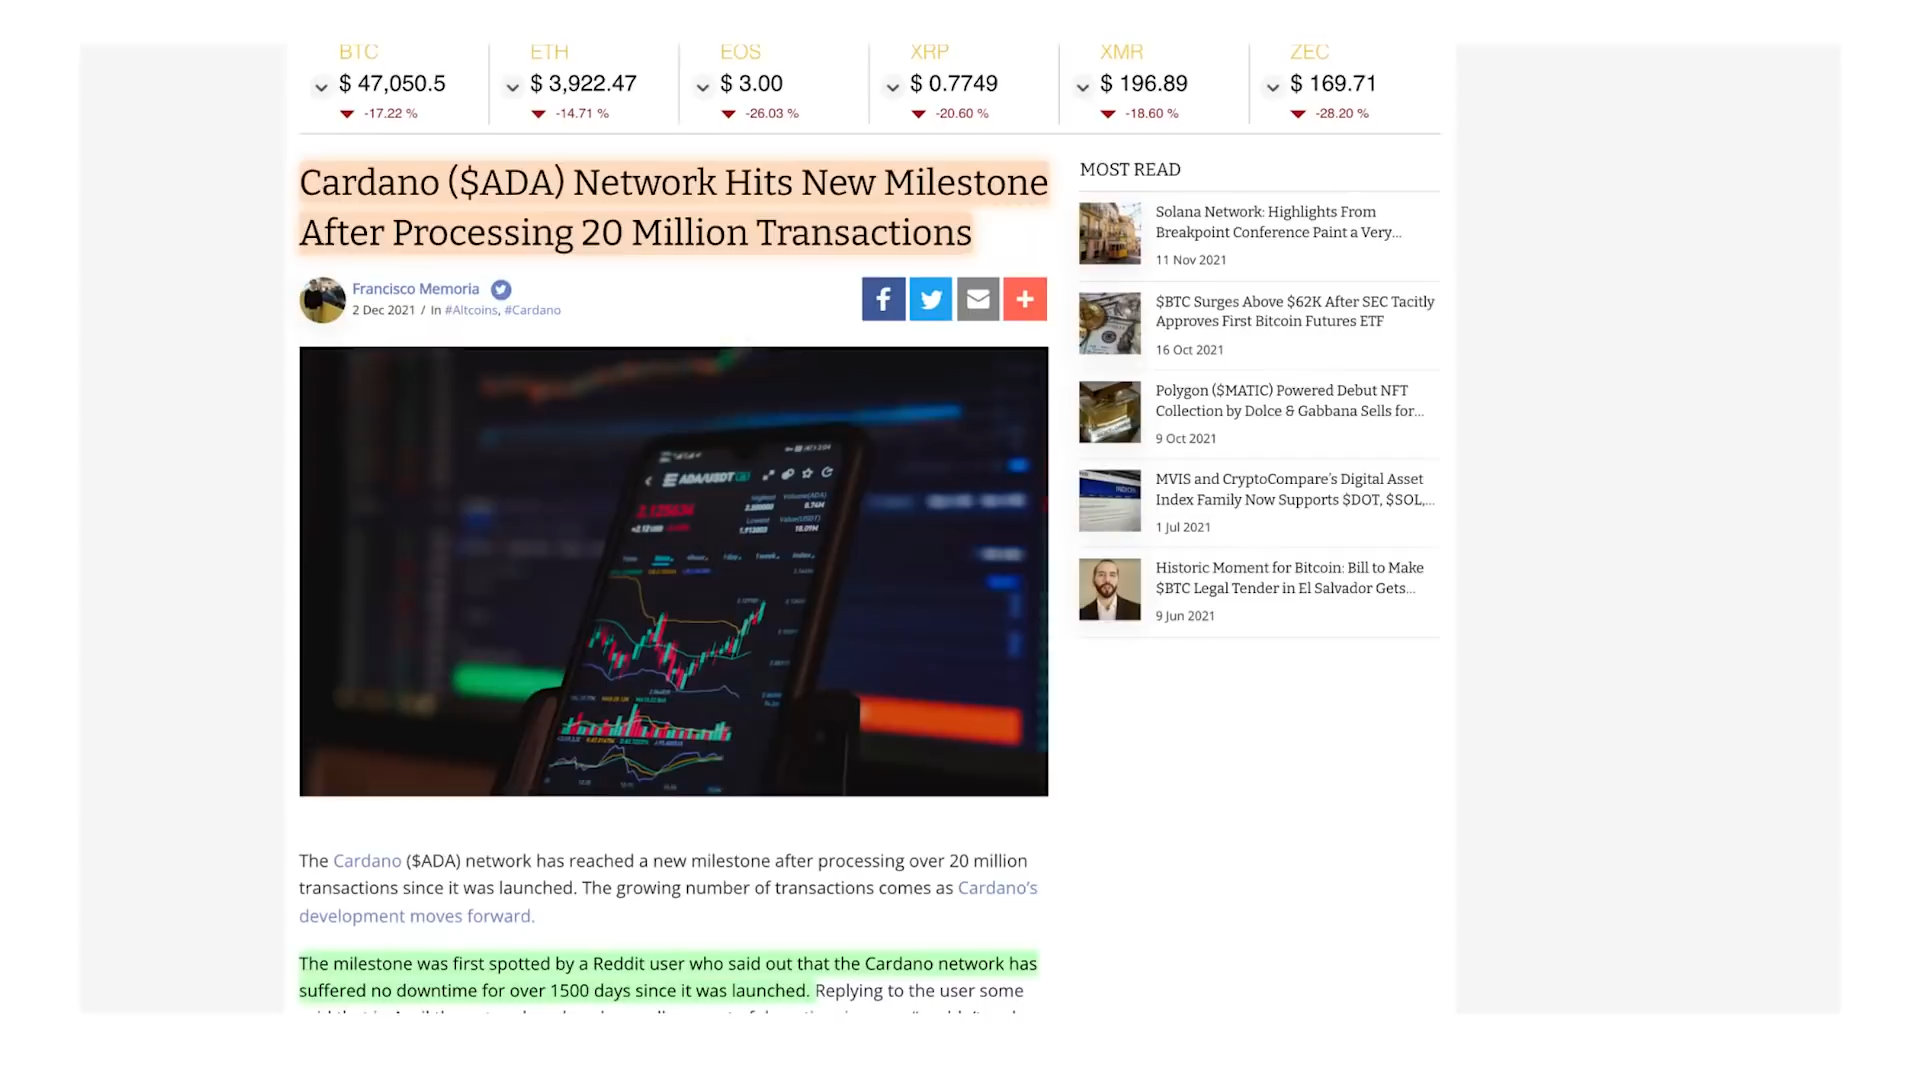 BTC
$ 47,050.5
-17.22 %
ETH
$ 3,922.47
-14.71 %
EOS
$ 3.00
-26.03 %
XRP
$ 0.7749
-20.60 %
XMR
$ 196.89
-18.60 %
ZEC
$ 169.71
-28.20 %
Cardano ($ADA) Network Hits New Milestone
After Processing 20 Million Transactions
Francisco Memoria
2 Dec 2021 / In #Altcoins, #Cardano
ADA/USDT
The Cardano ($ADA) network has reached a new milestone after processing over 20 million
transactions since it was launched. The growing number of transactions comes as Cardano's
development moves forward.
The milestone was first spotted by a Reddit user who said out that the Cardano network has
suffered no downtime for over 1500 days since it was launched. Replying to the user some
MOST READ
Solana Network: Highlights From
Breakpoint Conference Paint a Very...
11 Nov 2021
$BTC Surges Above $62K After SEC Tacitly
Approves First Bitcoin Futures ETF
16 Oct 2021
Polygon ($MATIC) Powered Debut NFT
Collection by Dolce & Gabbana Sells for...
9 Oct 2021
MVIS and CryptoCompare's Digital Asset
Index Family Now Supports $DOT, $SOL,...
1 Jul 2021
Historic Moment for Bitcoin: Bill to Make
$BTC Legal Tender in El Salvador Gets...
9 Jun 2021